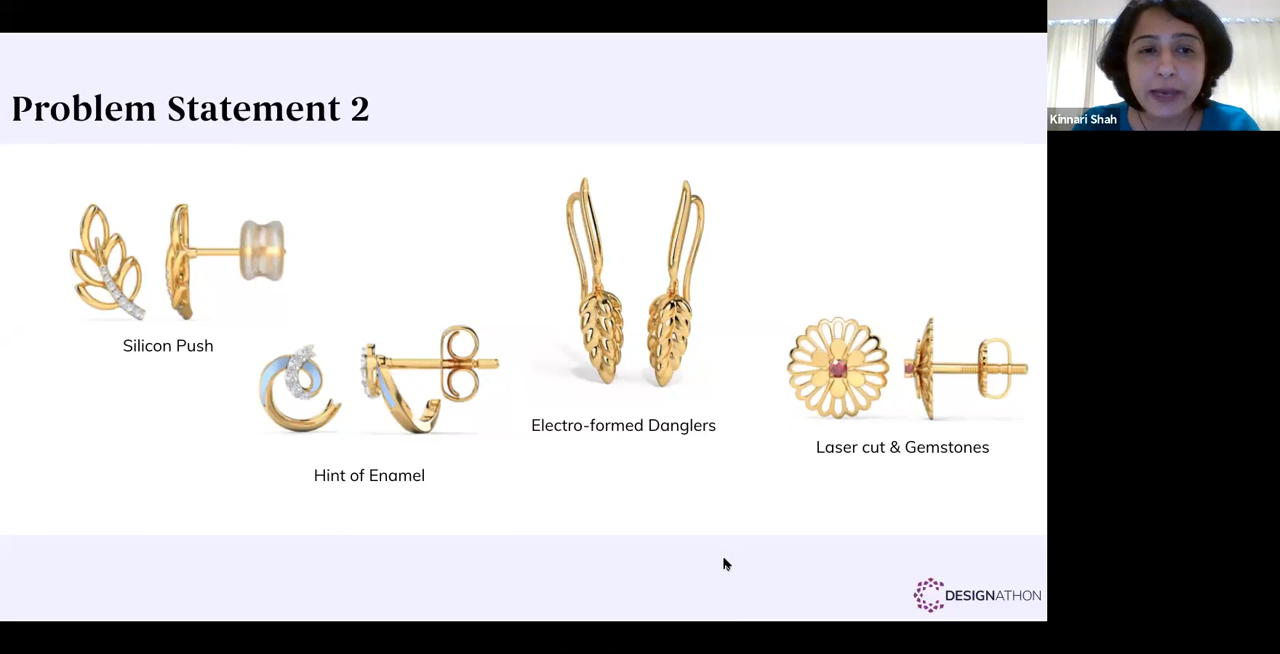 Problem Statement 2
Kinnari Shah
Silicon Push
Hint of Enamel
Electro-formed Danglers
Laser cut & Gemstones
DESIGNATHON